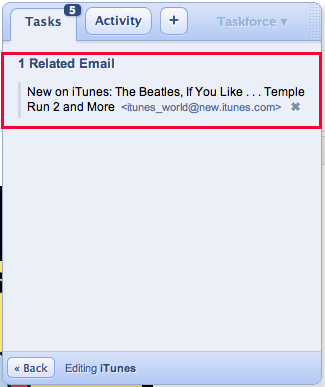 Tasks 5 Activity + Taskforce ▾
1 Related Email
New on iTunes: The Beatles, If You Like . . . Temple
Run 2 and More <itunes_world@new.itunes.com> ✖
« Back Editing iTunes